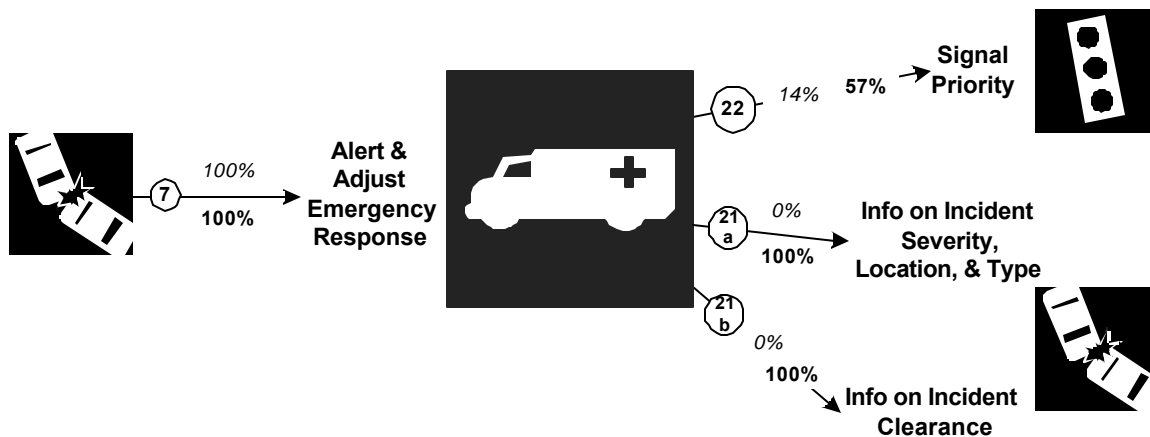 7
100%
100%
Alert &
Adjust
Emergency
Response
22
14%
57%
Signal
Priority
21
a
0%
100%
Info on Incident
Severity,
Location, & Type
21
b
0%
100%
Info on Incident
Clearance